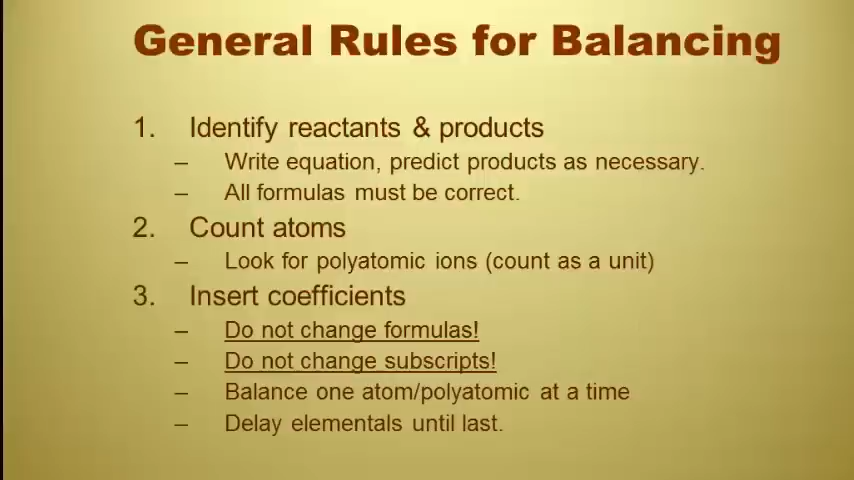 General Rules for Balancing
1. Identify reactants & products
– Write equation, predict products as necessary.
– All formulas must be correct.
2. Count atoms
– Look for polyatomic ions (count as a unit)
3. Insert coefficients
– Do not change formulas!
– Do not change subscripts!
– Balance one atom/polyatomic at a time
– Delay elementals until last.